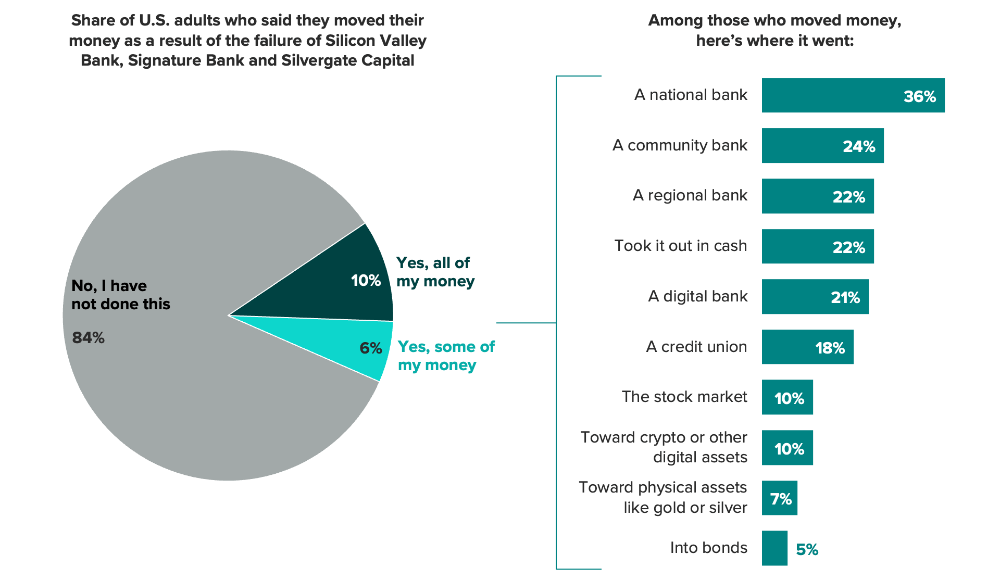 Share of U.S. adults who said they moved their
money as a result of the failure of Silicon Valley
Bank, Signature Bank and Silvergate Capital
No, I have
not done this
84%
10%
Yes, all of
my money
6%
Yes, some of
my money
Among those who moved money,
here’s where it went:
A national bank
36%
A community bank
24%
A regional bank
22%
Took it out in cash
22%
A digital bank
21%
A credit union
18%
The stock market
10%
Toward crypto or other
digital assets
10%
Toward physical assets
like gold or silver
7%
Into bonds
5%